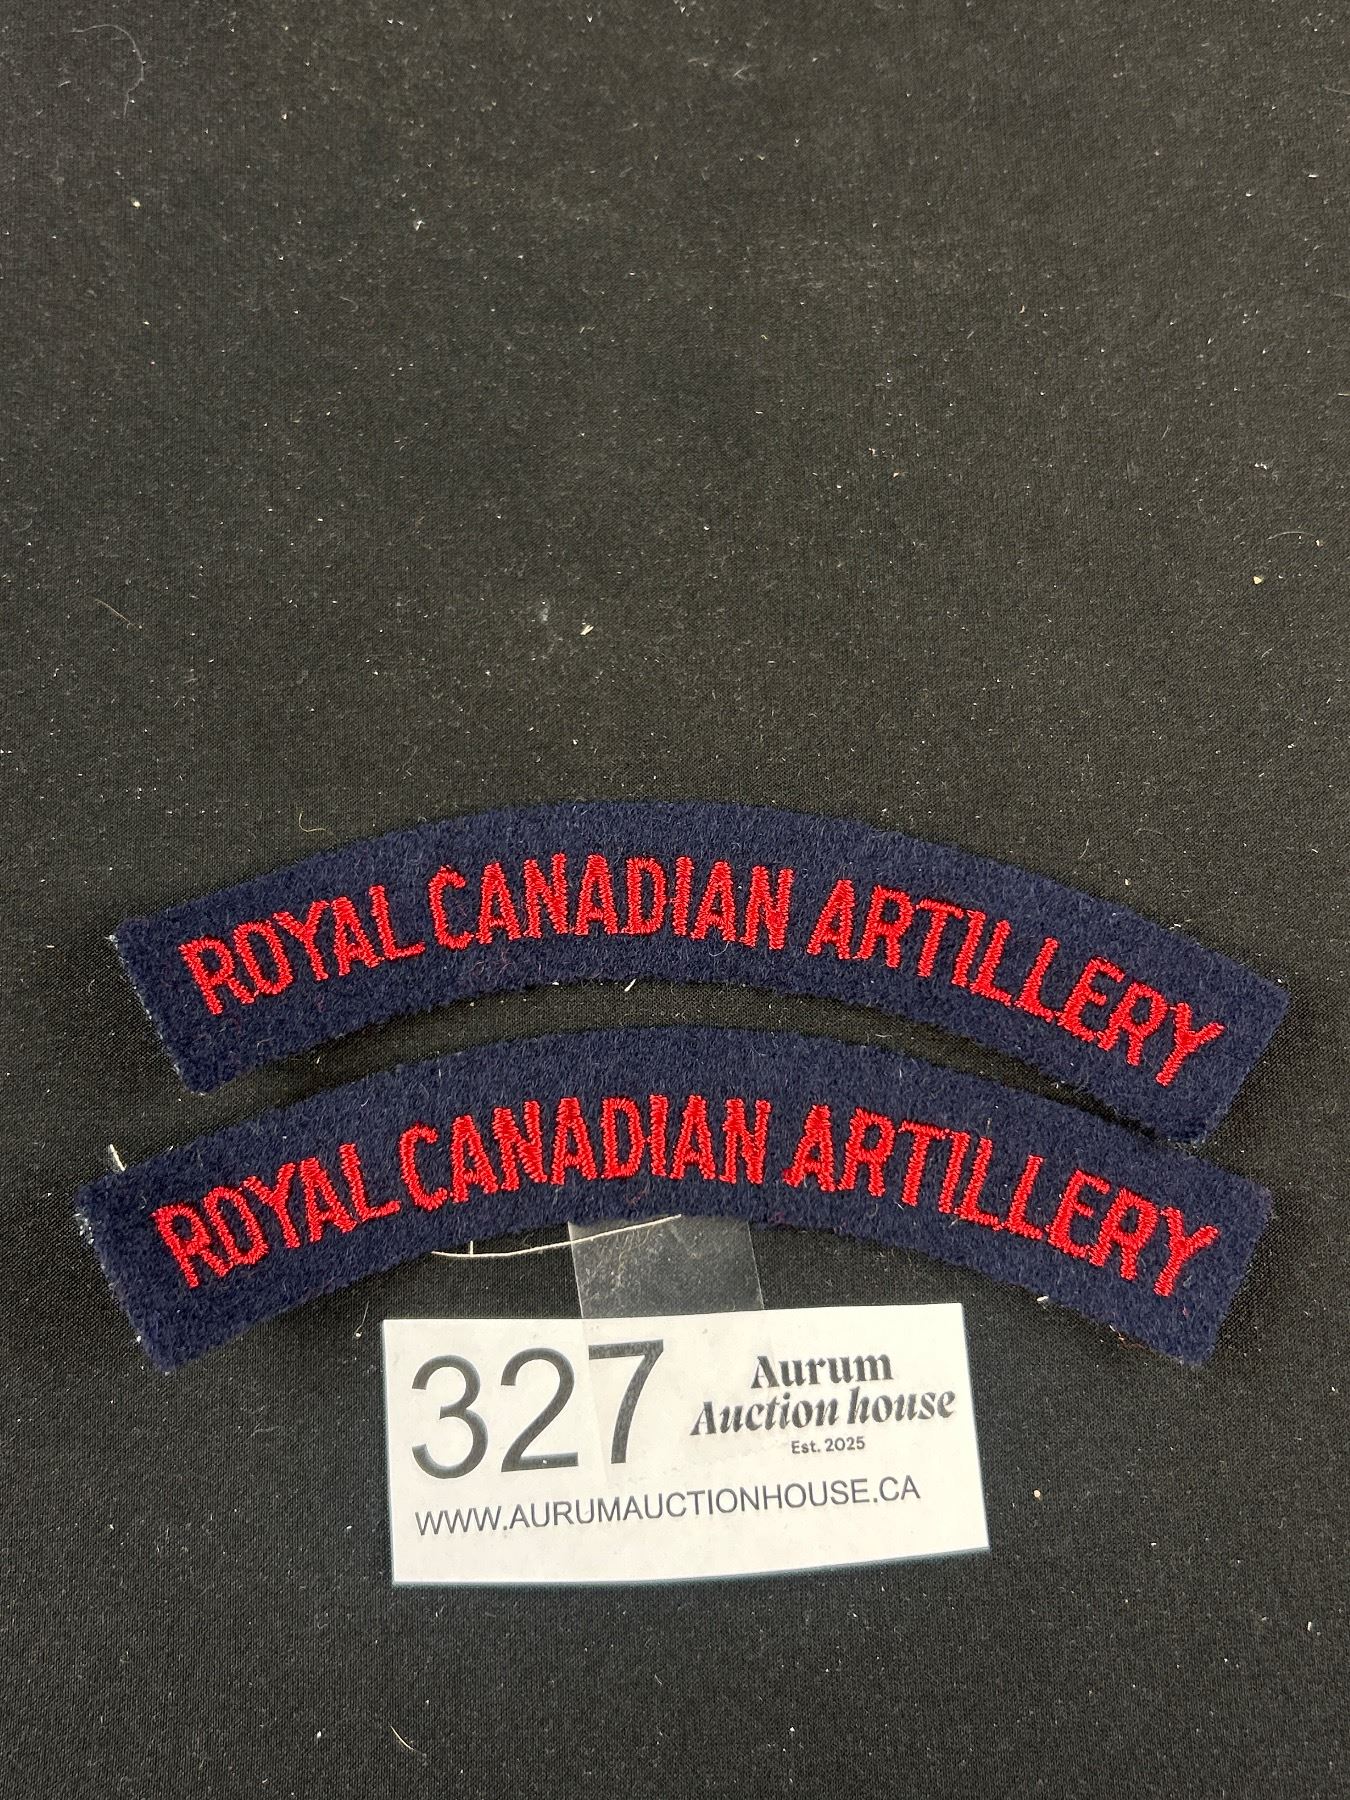 ROYAL CANADIAN ARTILLERY
ROYAL CANADIAN ARTILLERY
327
Aurum
Auction house
Est. 2025
WWW.AURUMAUCTIONHOUSE.CA